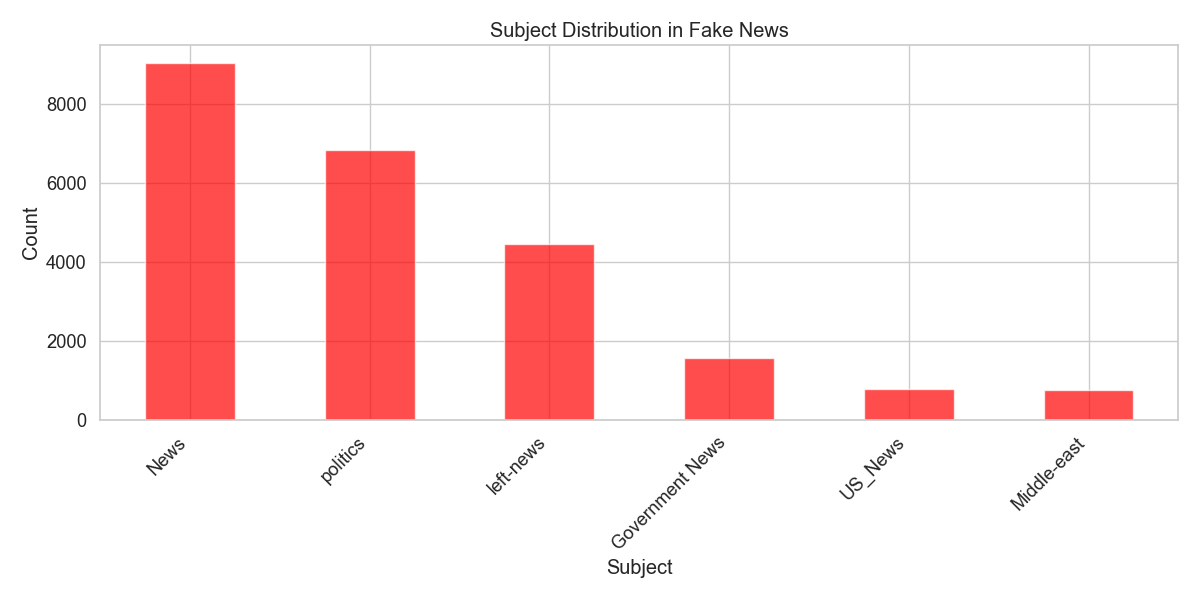 Subject Distribution in Fake News
Count
8000
6000
4000
2000
0
News
politics
left-news
Government News
US_News
Middle-east
Subject